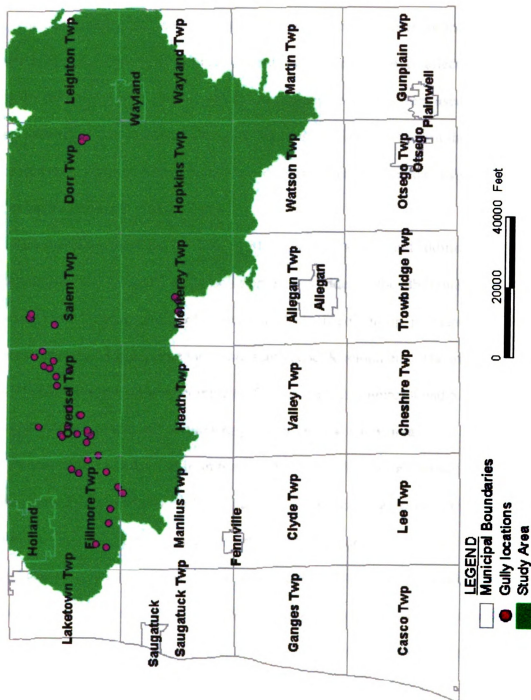 Leighton Twp
Wayland
Wayland Twp
Martin Twp
Gunplain Twp
Plainwell
Dorr Twp
Hopkins Twp
Watson Twp
Otsego Twp
Otsego
Salem Twp
Monterey Twp
Allegan Twp
Allegan
Trowbridge Twp
Overisel Twp
Heath Twp
Valley Twp
Cheshire Twp
Holland
Fillmore Twp
Manlius Twp
Fennville
Clyde Twp
Lee Twp
Laketown Twp
Saugatuck
Saugatuck Twp
Ganges Twp
Casco Twp
0 20000 40000 Feet
LEGEND
Municipal Boundaries
Gully locations
Study Area